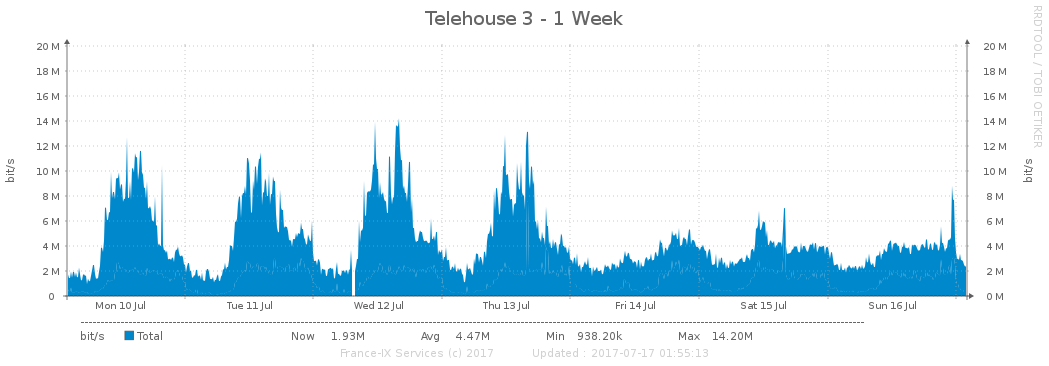 Telehouse 3 - 1 Week
RRDTOOL / TOBI OETIKER
bit/s
20 M 20 M
18 M 18 M
16 M 16 M
14 M 14 M
12 M 12 M
10 M 10 M
8 M 8 M
6 M 6 M
4 M 4 M
2 M 2 M
0 0 M
bit/s
Mon 10 Jul Tue 11 Jul Wed 12 Jul Thu 13 Jul Fri 14 Jul Sat 15 Jul Sun 16 Jul
bit/s Total Now 1.93M Avg 4.47M Min 938.20k Max 14.20M
France-IX Services (c) 2017 Updated : 2017-07-17 01:55:13